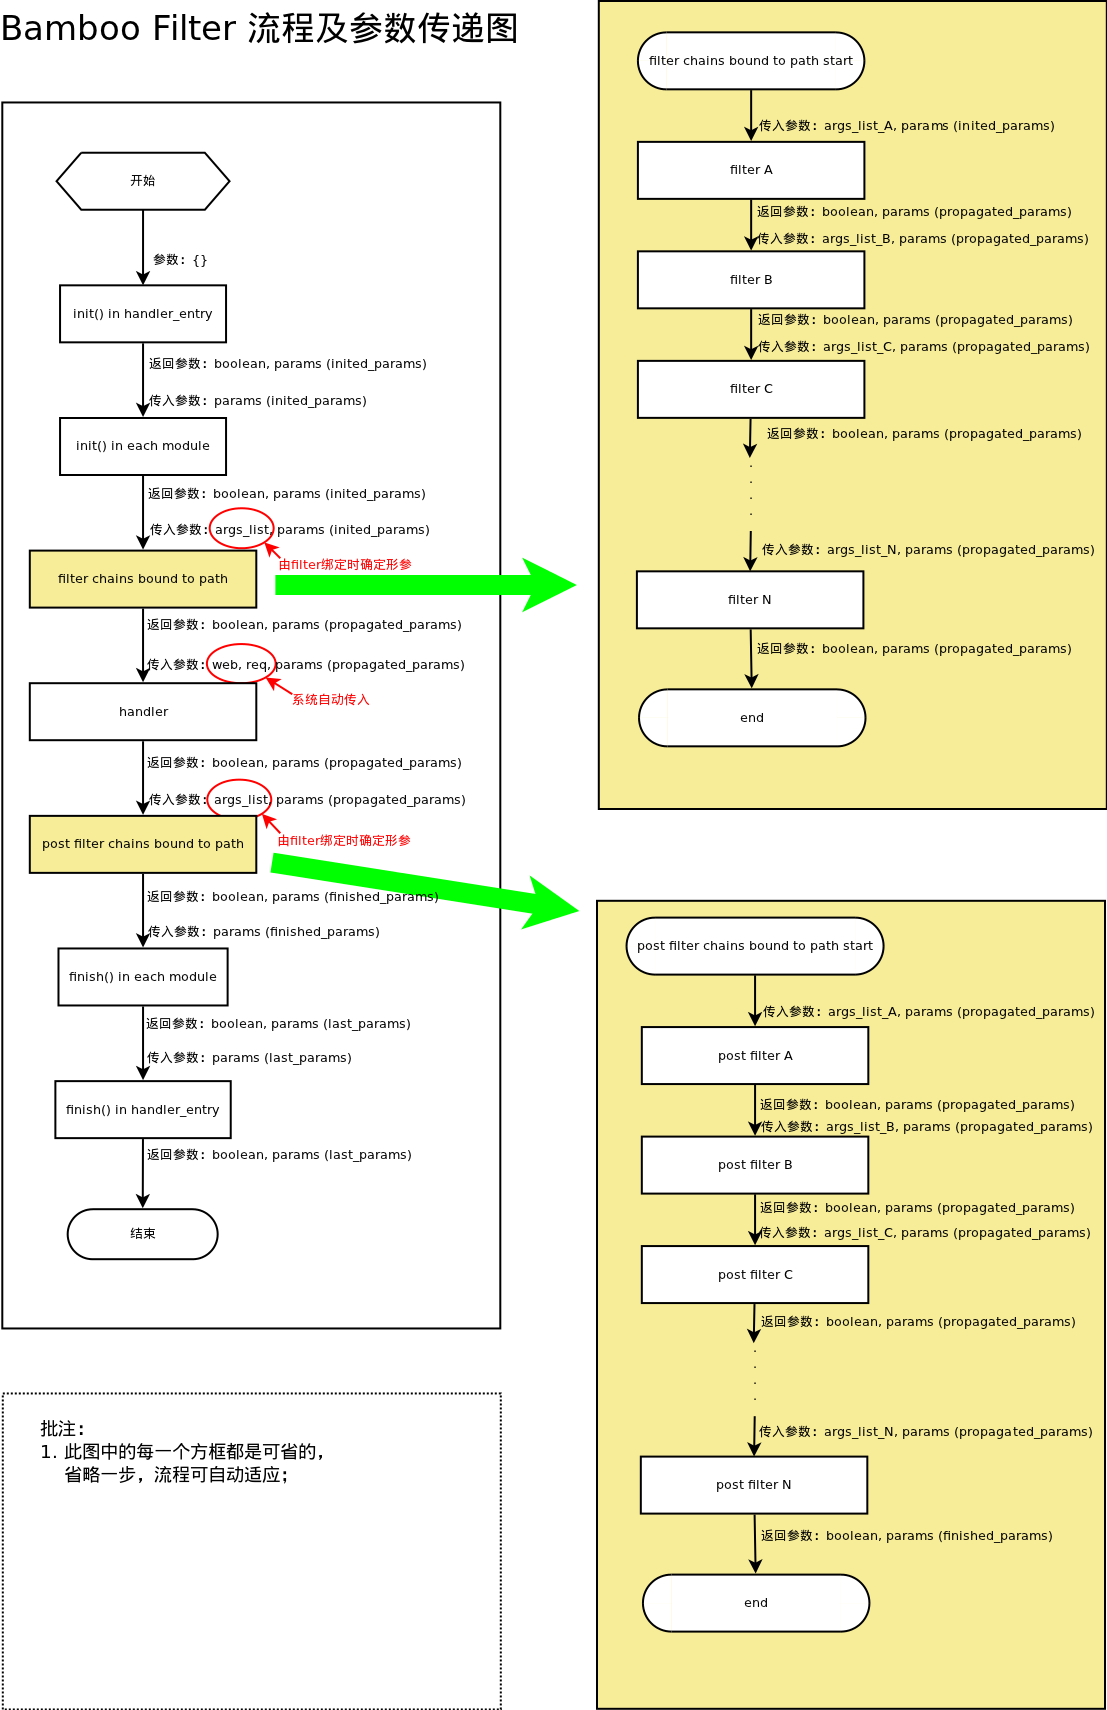 Bamboo Filter 流程及参数传递图
开始
参数：{}
init() in handler_entry
返回参数：boolean, params (inited_params)
传入参数：params (inited_params)
init() in each module
返回参数：boolean, params (inited_params)
传入参数：args_list, params (inited_params)
由filter绑定时确定形参
filter chains bound to path
返回参数：boolean, params (propagated_params)
传入参数：web, req, params (propagated_params)
系统自动传入
handler
返回参数：boolean, params (propagated_params)
传入参数：args_list, params (propagated_params)
由filter绑定时确定形参
post filter chains bound to path
返回参数：boolean, params (finished_params)
传入参数：params (finished_params)
finish() in each module
返回参数：boolean, params (last_params)
传入参数：params (last_params)
finish() in handler_entry
返回参数：boolean, params (last_params)
结束
批注：
1. 此图中的每一个方框都是可省的，
省略一步，流程可自动适应；
filter chains bound to path start
传入参数：args_list_A, params (inited_params)
filter A
返回参数：boolean, params (propagated_params)
传入参数：args_list_B, params (propagated_params)
filter B
返回参数：boolean, params (propagated_params)
传入参数：args_list_C, params (propagated_params)
filter C
返回参数：boolean, params (propagated_params)
.
.
.
.
传入参数：args_list_N, params (propagated_params)
filter N
返回参数：boolean, params (propagated_params)
end
post filter chains bound to path start
传入参数：args_list_A, params (propagated_params)
post filter A
返回参数：boolean, params (propagated_params)
传入参数：args_list_B, params (propagated_params)
post filter B
返回参数：boolean, params (propagated_params)
传入参数：args_list_C, params (propagated_params)
post filter C
返回参数：boolean, params (propagated_params)
.
.
.
.
传入参数：args_list_N, params (propagated_params)
post filter N
返回参数：boolean, params (finished_params)
end